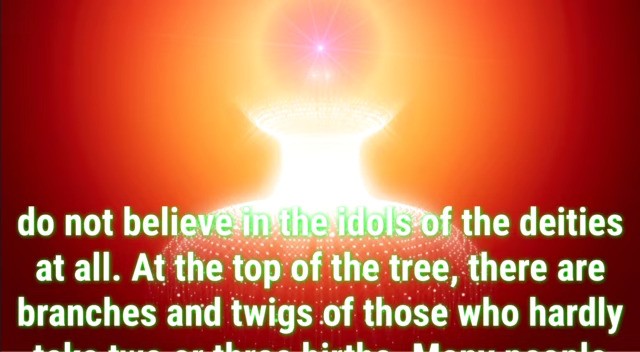 do not believe in the idols of the deities
at all. At the top of the tree, there are
branches and twigs of those who hardly
take two or three births. Many people